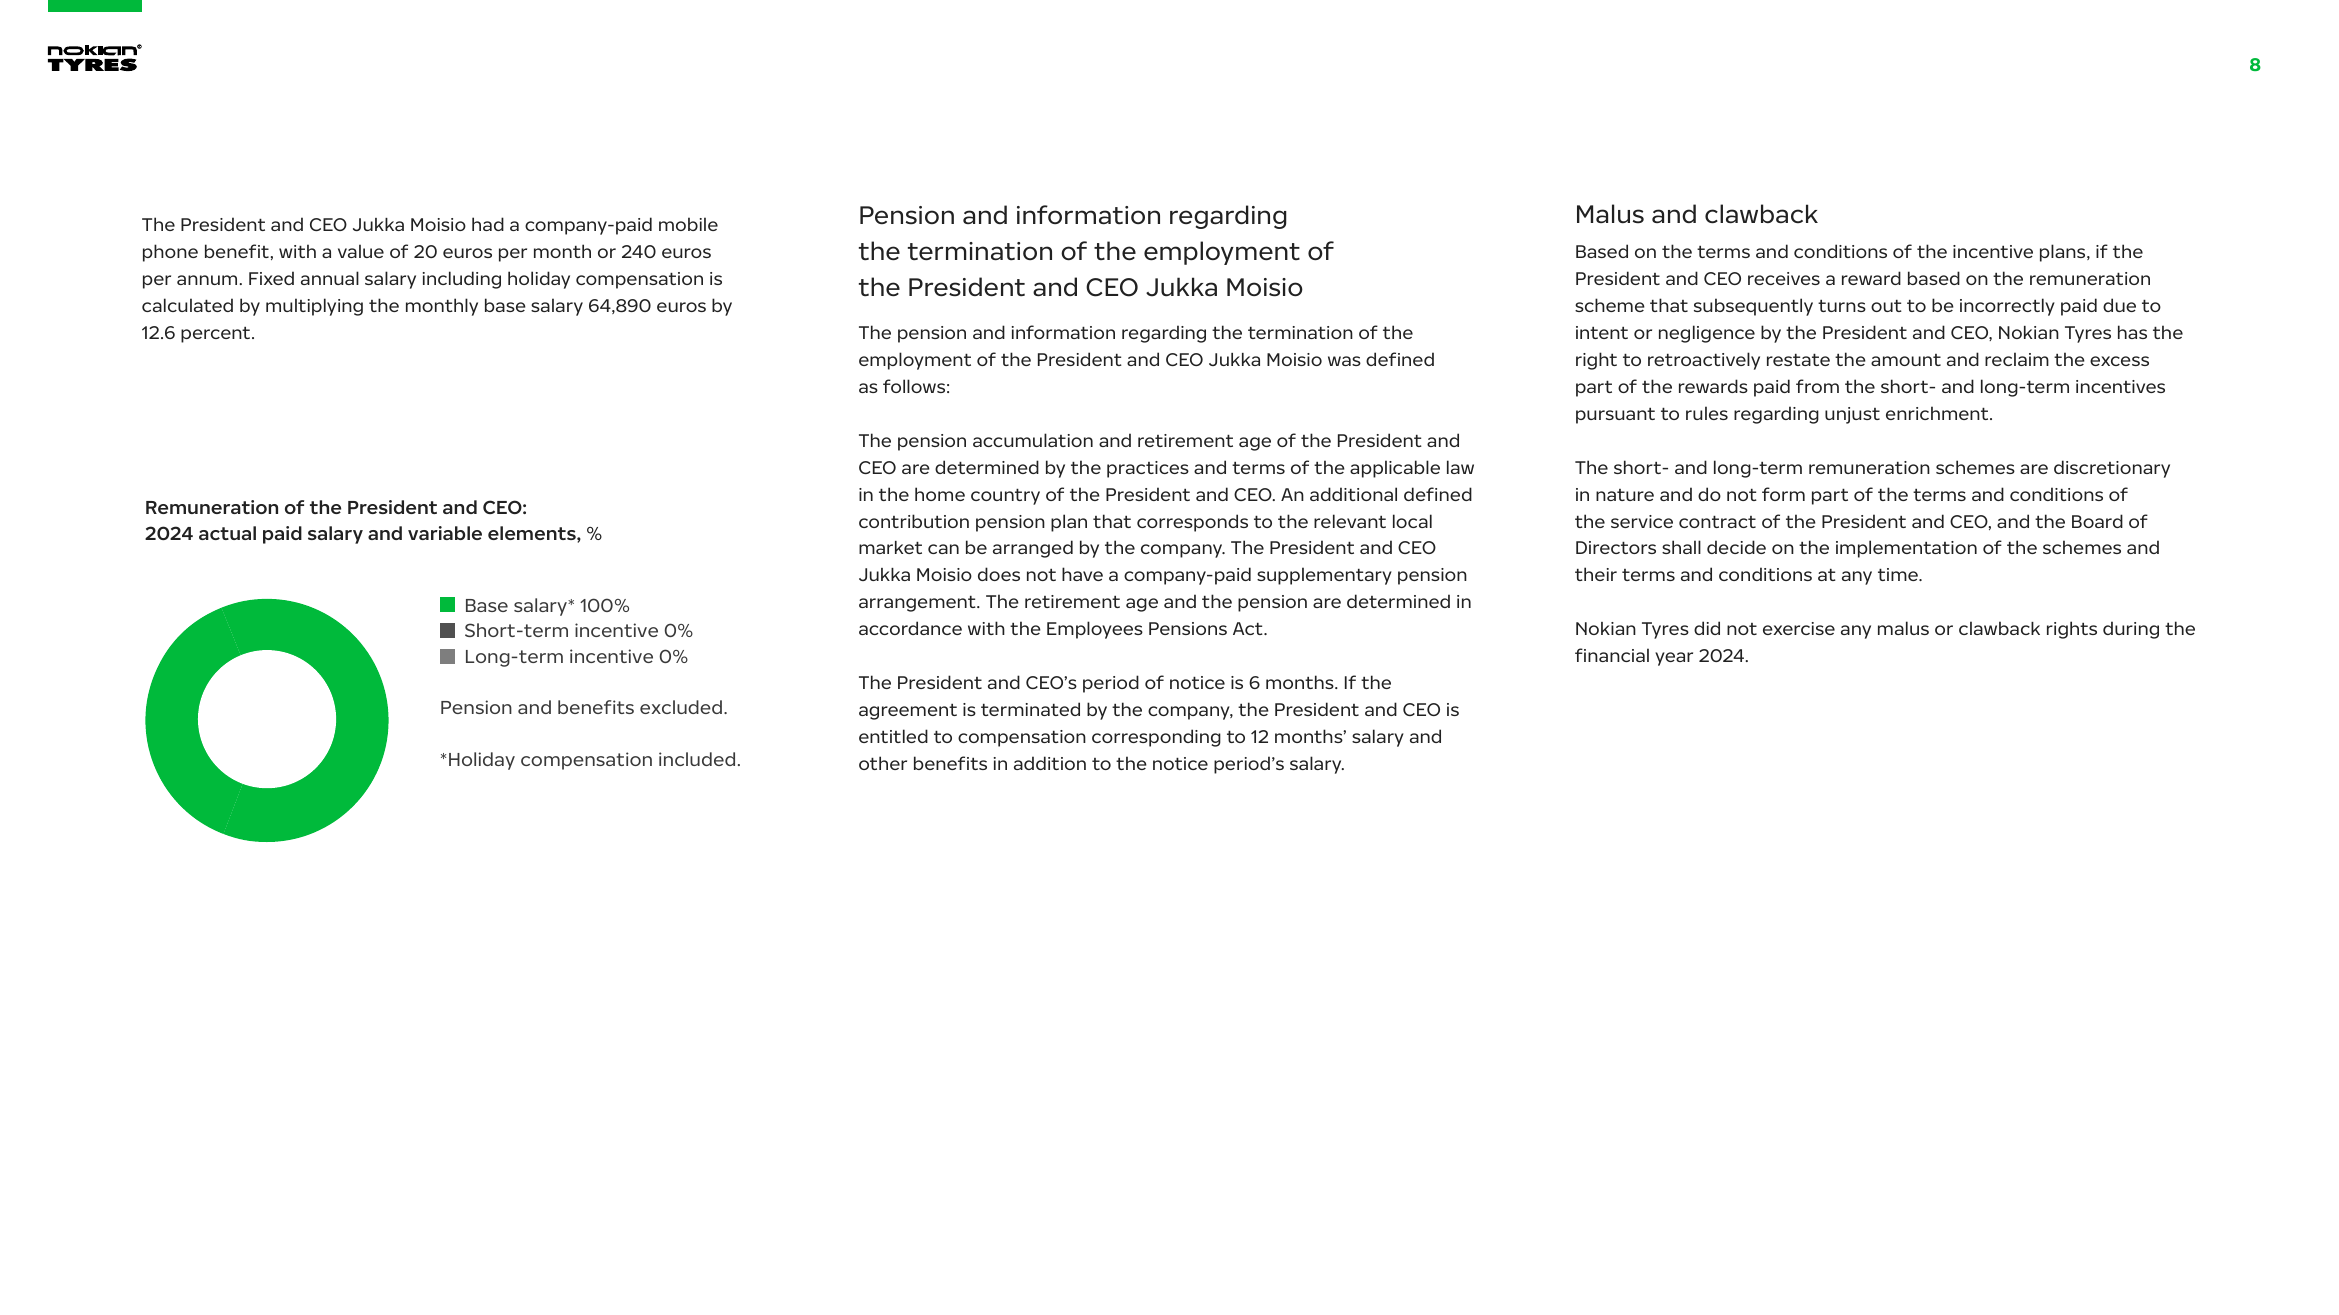 nokian®
TYRES
8
The President and CEO Jukka Moisio had a company-paid mobile
phone benefit, with a value of 20 euros per month or 240 euros
per annum. Fixed annual salary including holiday compensation is
calculated by multiplying the monthly base salary 64,890 euros by
12.6 percent.
Remuneration of the President and CEO:
2024 actual paid salary and variable elements, %
Base salary* 100%
Short-term incentive 0%
Long-term incentive 0%
Pension and benefits excluded.
*Holiday compensation included.
Pension and information regarding
the termination of the employment of
the President and CEO Jukka Moisio
The pension and information regarding the termination of the
employment of the President and CEO Jukka Moisio was defined
as follows:
The pension accumulation and retirement age of the President and
CEO are determined by the practices and terms of the applicable law
in the home country of the President and CEO. An additional defined
contribution pension plan that corresponds to the relevant local
market can be arranged by the company. The President and CEO
Jukka Moisio does not have a company-paid supplementary pension
arrangement. The retirement age and the pension are determined in
accordance with the Employees Pensions Act.
The President and CEO’s period of notice is 6 months. If the
agreement is terminated by the company, the President and CEO is
entitled to compensation corresponding to 12 months’ salary and
other benefits in addition to the notice period’s salary.
Malus and clawback
Based on the terms and conditions of the incentive plans, if the
President and CEO receives a reward based on the remuneration
scheme that subsequently turns out to be incorrectly paid due to
intent or negligence by the President and CEO, Nokian Tyres has the
right to retroactively restate the amount and reclaim the excess
part of the rewards paid from the short- and long-term incentives
pursuant to rules regarding unjust enrichment.
The short- and long-term remuneration schemes are discretionary
in nature and do not form part of the terms and conditions of
the service contract of the President and CEO, and the Board of
Directors shall decide on the implementation of the schemes and
their terms and conditions at any time.
Nokian Tyres did not exercise any malus or clawback rights during the
financial year 2024.